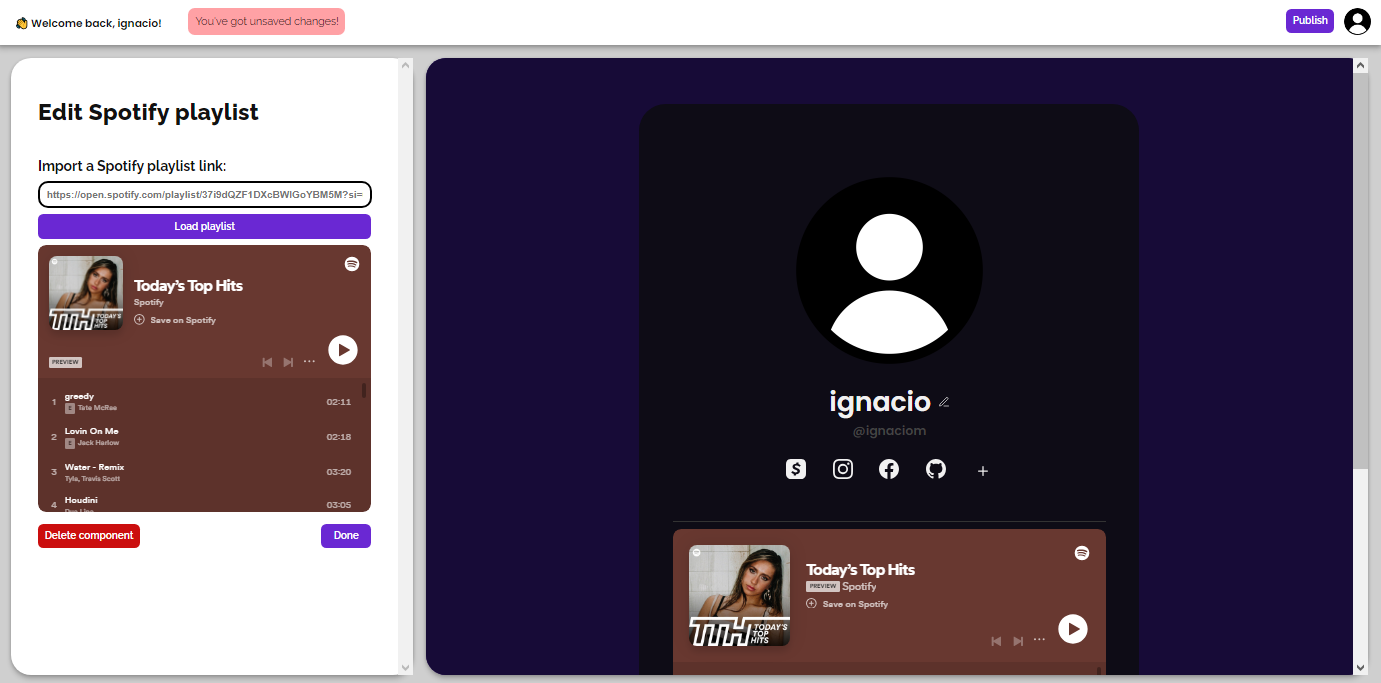 👋 Welcome back, ignacio!
You've got unsaved changes!
Publish
Edit Spotify playlist
Import a Spotify playlist link:
https://open.spotify.com/playlist/37i9dQZF1DXcBWIGoYBM5M?si=
Load playlist
TTH TODAY'S
TOP
HITS
Today's Top Hits
Spotify
Save on Spotify
PREVIEW
...
1 greedy 02:11
E Tate McRae
2 Lovin On Me 02:18
E Jack Harlow
3 Water - Remix 03:20
Tyla, Travis Scott
4 Houdini 03:05
Dua Lipa
Delete component
Done
ignacio
@ignaciom
$
+
TTH TODAY'S
TOP
HITS
Today's Top Hits
PREVIEW Spotify
Save on Spotify
...